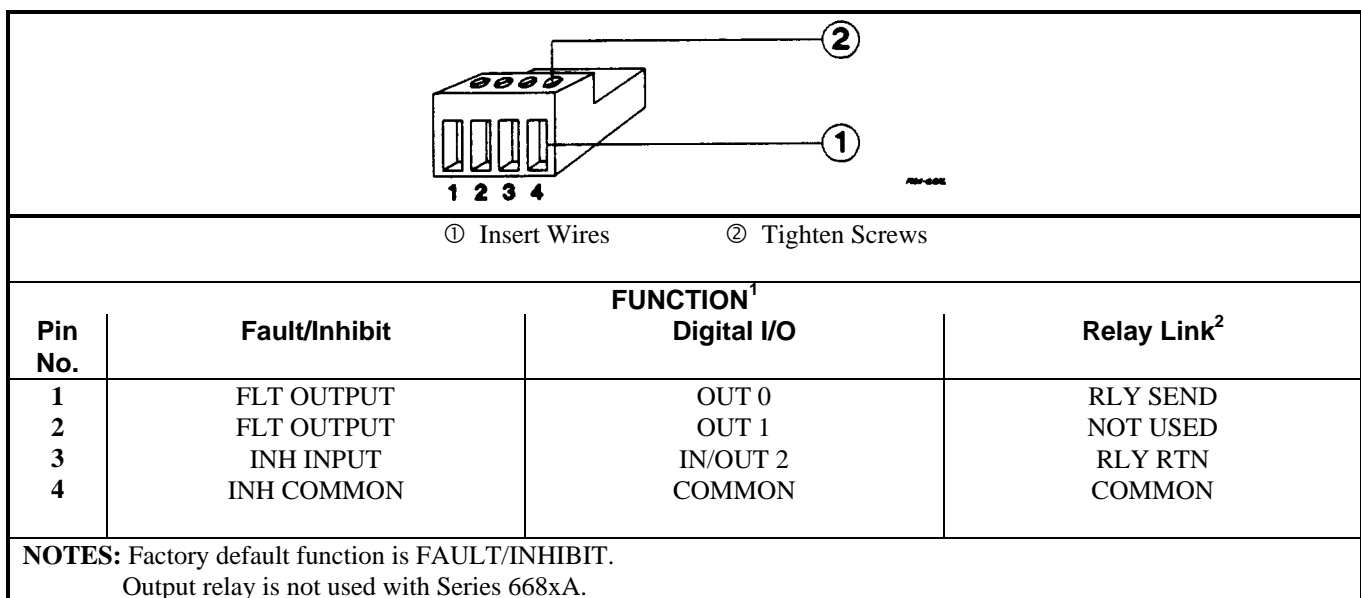 ②
①
1 2 3 4
① Insert Wires ② Tighten Screws
FUNCTION¹
Pin No. Fault/Inhibit Digital I/O Relay Link²
1 FLT OUTPUT OUT 0 RLY SEND
2 FLT OUTPUT OUT 1 NOT USED
3 INH INPUT IN/OUT 2 RLY RTN
4 INH COMMON COMMON COMMON
NOTES: Factory default function is FAULT/INHIBIT.
Output relay is not used with Series 668xA.